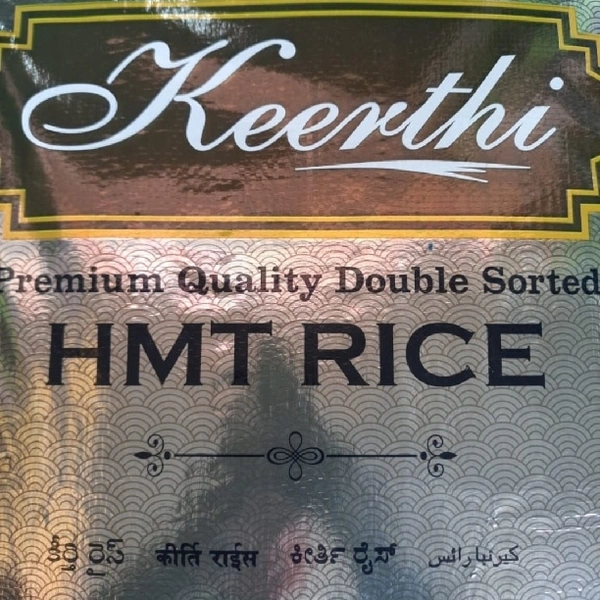 Keerthi
Premium Quality Double Sorted
HMT RICE
కీర్తి రైస్ कीर्ति राईस ಕೀರ್ತಿ ರೈಸ್